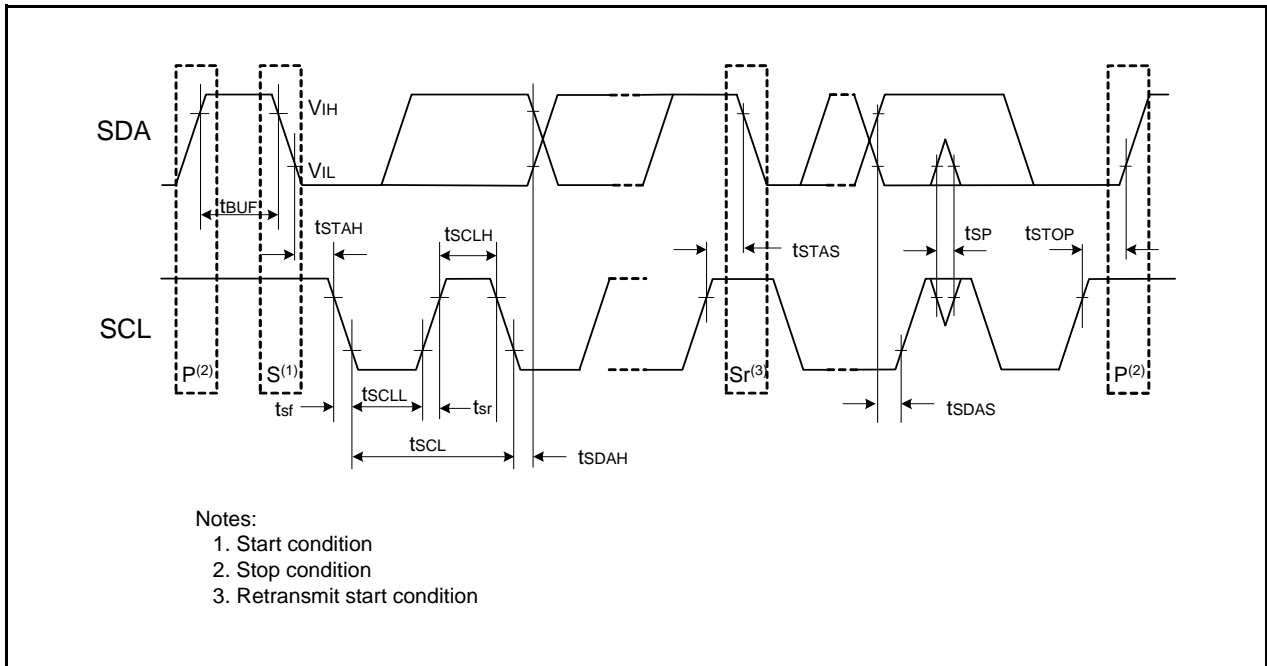 SDA
VIH
VIL
tBUF
tSTAH
tSCLH
tSTAS
tSP
tSTOP
SCL
P(2)
S(1)
Sr(3)
P(2)
tsf
tSCLL
tsr
tSDAS
tSCL
tSDAH
Notes:
1. Start condition
2. Stop condition
3. Retransmit start condition